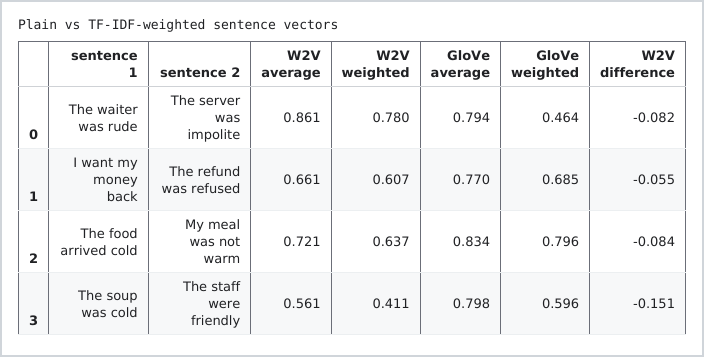 Plain vs TF-IDF-weighted sentence vectors
sentence 1 | sentence 2 | W2V average | W2V weighted | GloVe average | GloVe weighted | W2V difference
0 | The waiter was rude | The server was impolite | 0.861 | 0.780 | 0.794 | 0.464 | -0.082
1 | I want my money back | The refund was refused | 0.661 | 0.607 | 0.770 | 0.685 | -0.055
2 | The food arrived cold | My meal was not warm | 0.721 | 0.637 | 0.834 | 0.796 | -0.084
3 | The soup was cold | The staff were friendly | 0.561 | 0.411 | 0.798 | 0.596 | -0.151